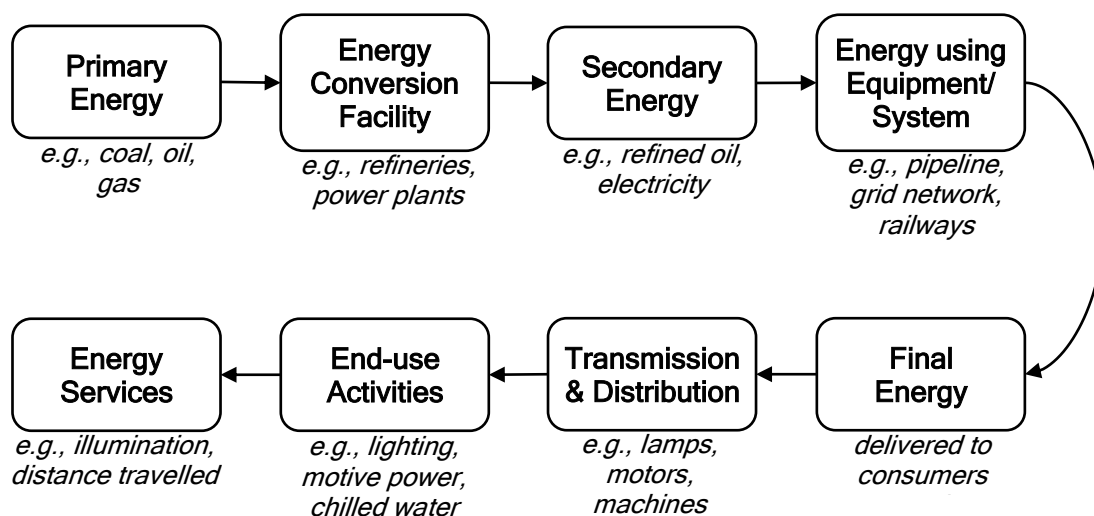 Primary
Energy
e.g., coal, oil,
gas
Energy
Conversion
Facility
e.g., refineries,
power plants
Secondary
Energy
e.g., refined oil,
electricity
Energy using
Equipment/
System
e.g., pipeline,
grid network,
railways
Final
Energy
delivered to
consumers
Transmission
& Distribution
e.g., lamps,
motors,
machines
End-use
Activities
e.g., lighting,
motive power,
chilled water
Energy
Services
e.g., illumination,
distance travelled